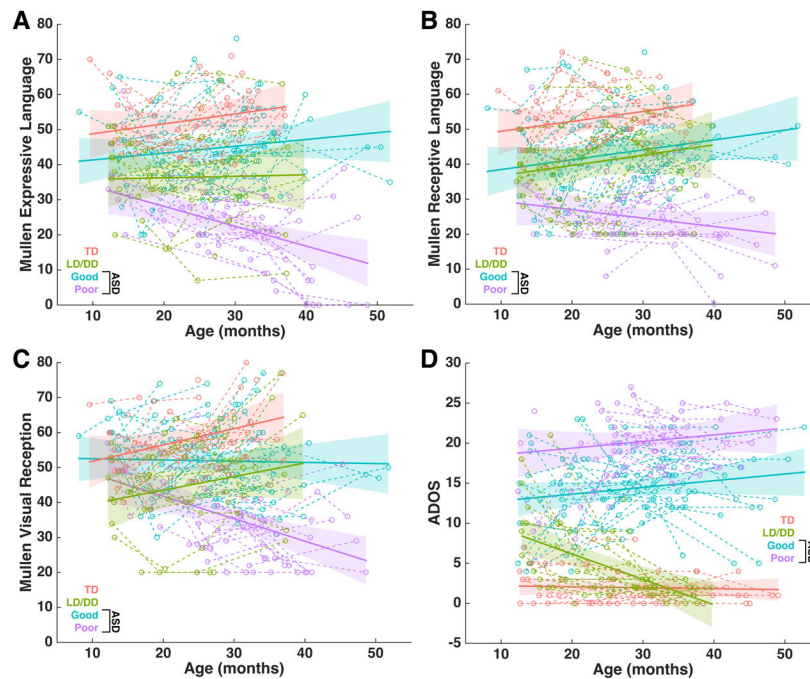 A
80
70
60
50
40
30
20
10
0
Mullen Expressive Language
TD
LD/DD
Good
Poor
ASD
10
20
30
40
50
Age (months)
B
80
70
60
50
40
30
20
10
0
Mullen Receptive Language
TD
LD/DD
Good
Poor
ASD
10
20
30
40
50
Age (months)
C
80
70
60
50
40
30
20
10
0
Mullen Visual Reception
TD
LD/DD
Good
Poor
ASD
10
20
30
40
50
Age (months)
D
30
25
20
15
10
5
0
-5
ADOS
TD
LD/DD
Good
Poor
ASD
10
20
30
40
50
Age (months)